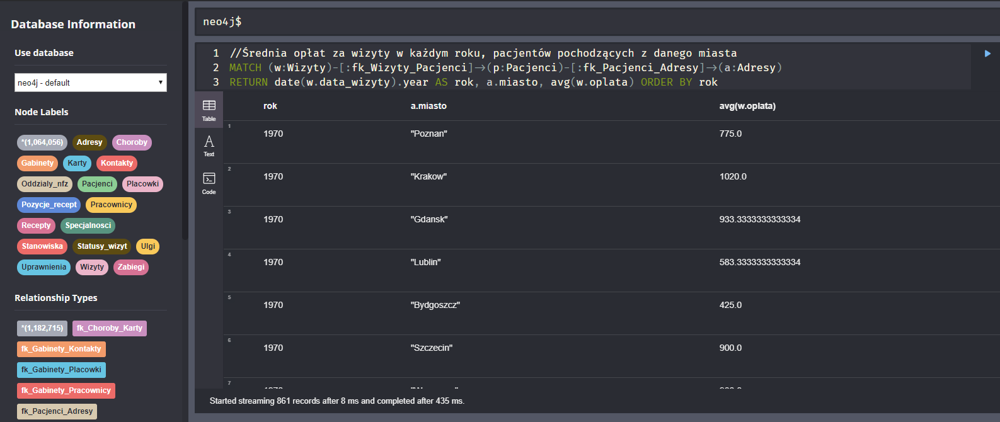 Database Information
Use database
neo4j - default
Node Labels
*(1,064,056) Adresy Choroby
Gabinety Karty Kontakty
Oddzialy_nfz Pacjenci Placowki
Pozycje_recept Pracownicy
Recepty Specjalnosci
Stanowiska Statusy_wizyt Ulgi
Uprawnienia Wizyty Zabiegi
Relationship Types
*(1,182,715) fk_Choroby_Karty
fk_Gabinety_Kontakty
fk_Gabinety_Placowki
fk_Gabinety_Pracownicy
fk_Pacjenci_Adresy
neo4j$
1 //Średnia opłat za wizyty w każdym roku, pacjentów pochodzących z danego miasta
2 MATCH (w:Wizyty)-[:fk_Wizyty_Pacjenci]->(p:Pacjenci)-[:fk_Pacjenci_Adresy]->(a:Adresy)
3 RETURN date(w.data_wizyty).year AS rok, a.miasto, avg(w.oplata) ORDER BY rok
Table
Text
Code
rok a.miasto avg(w.oplata)
1 1970 "Poznan" 775.0
2 1970 "Krakow" 1020.0
3 1970 "Gdansk" 933.3333333333334
4 1970 "Lublin" 583.3333333333334
5 1970 "Bydgoszcz" 425.0
6 1970 "Szczecin" 900.0
7 1970
Started streaming 861 records after 8 ms and completed after 435 ms.